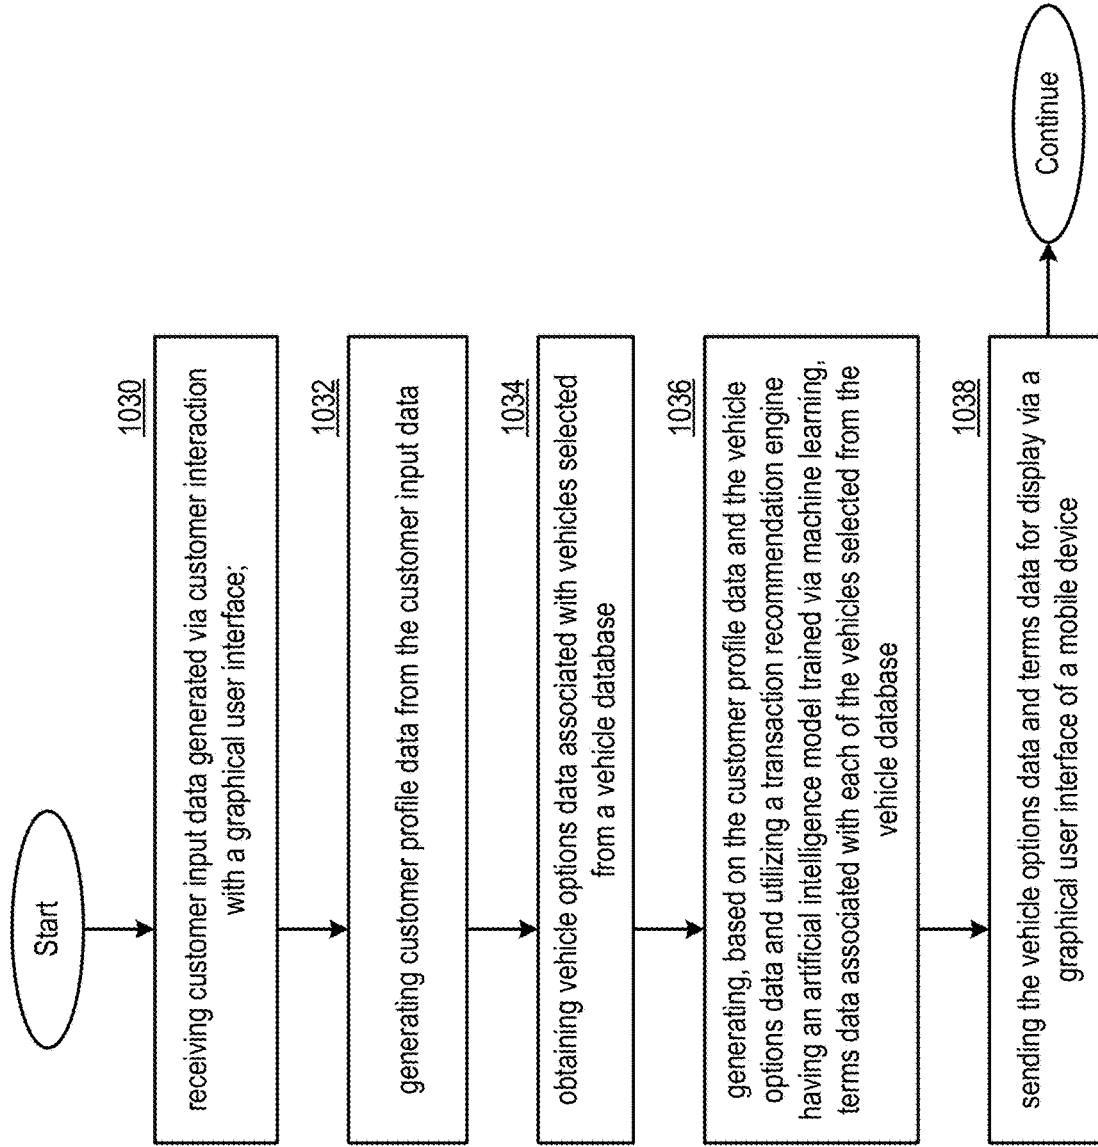 Start
1030
receiving customer input data generated via customer interaction
with a graphical user interface;
1032
generating customer profile data from the customer input data
1034
obtaining vehicle options data associated with vehicles selected
from a vehicle database
1036
generating, based on the customer profile data and the vehicle
options data and utilizing a transaction recommendation engine
having an artificial intelligence model trained via machine learning,
terms data associated with each of the vehicles selected from the
vehicle database
1038
sending the vehicle options data and terms data for display via a
graphical user interface of a mobile device
Continue